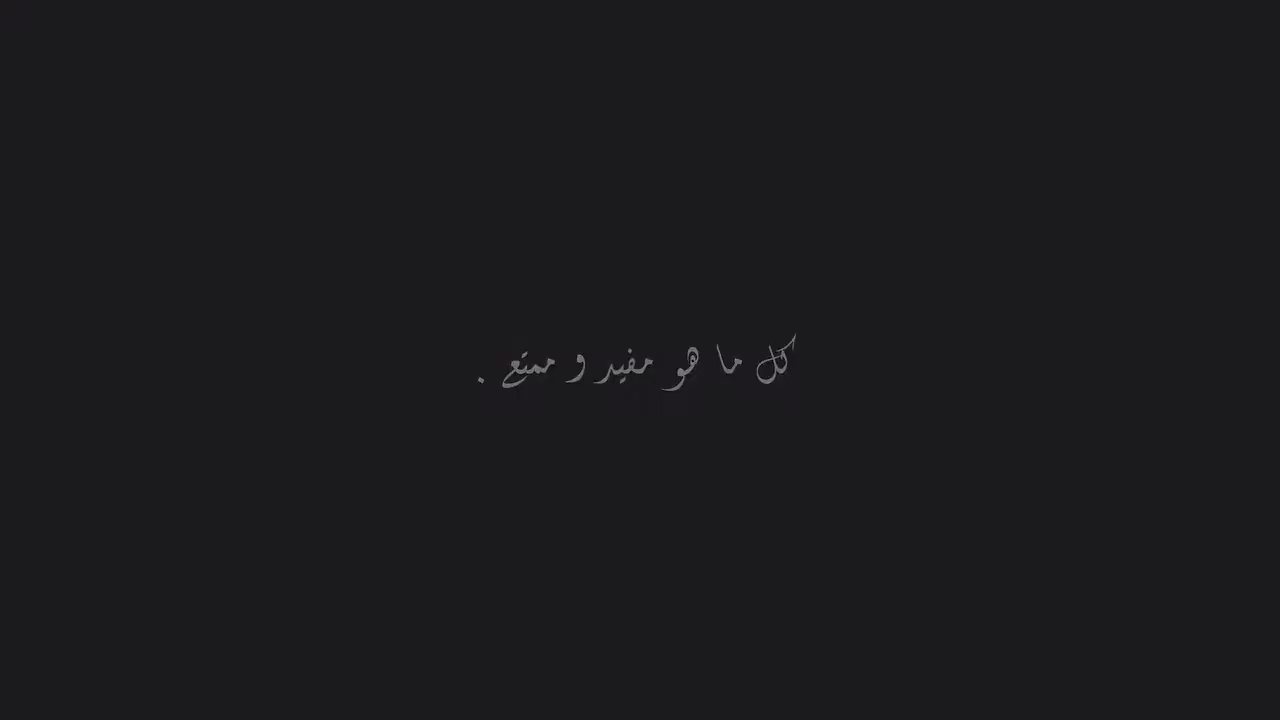 كل ما هو مفيد و ممتع .